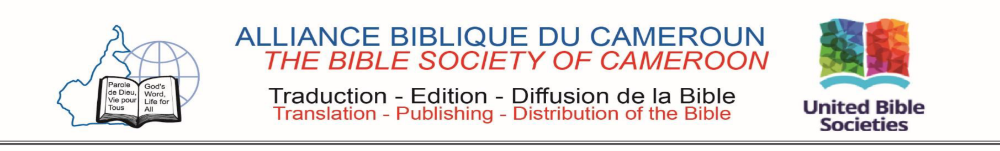 ALLIANCE BIBLIQUE DU CAMEROUN
THE BIBLE SOCIETY OF CAMEROON
Traduction - Edition - Diffusion de la Bible
Translation - Publishing - Distribution of the Bible
Parole
de Dieu,
Vie pour
Tous
God's
Word,
Life for
All
United Bible
Societies